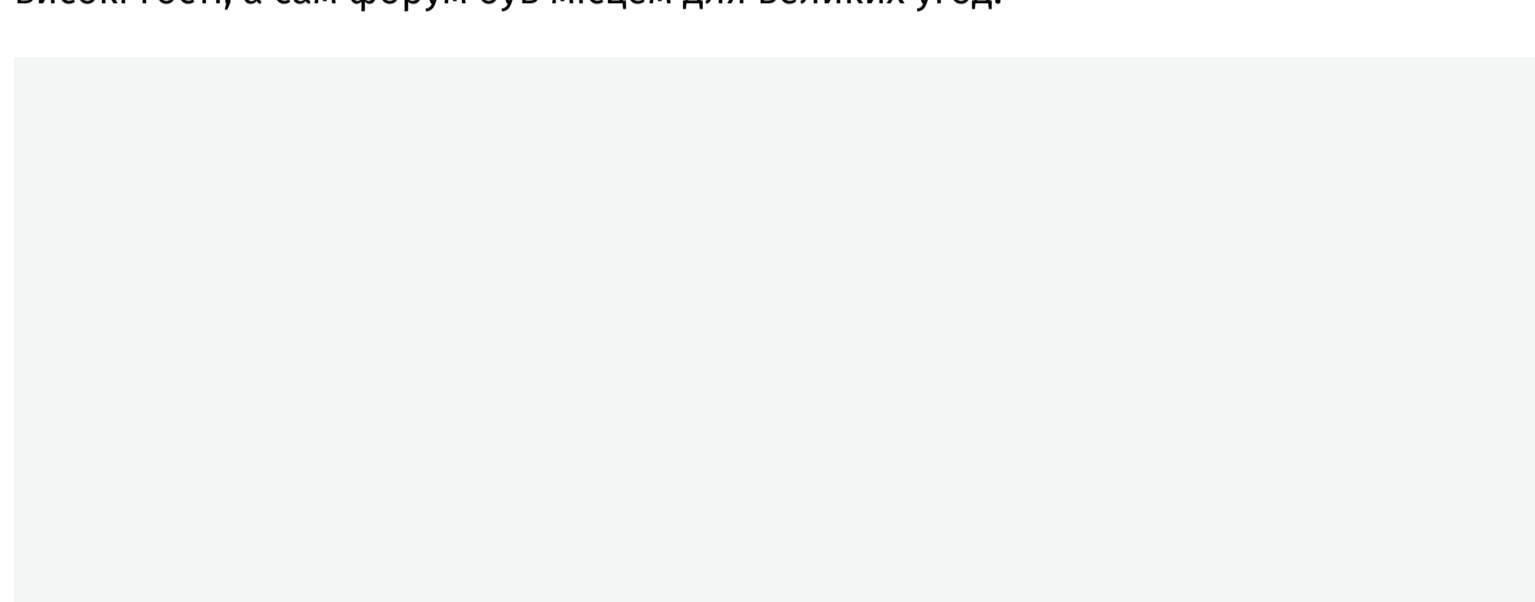 високі гості, а сам форум був місцем для великих угод.